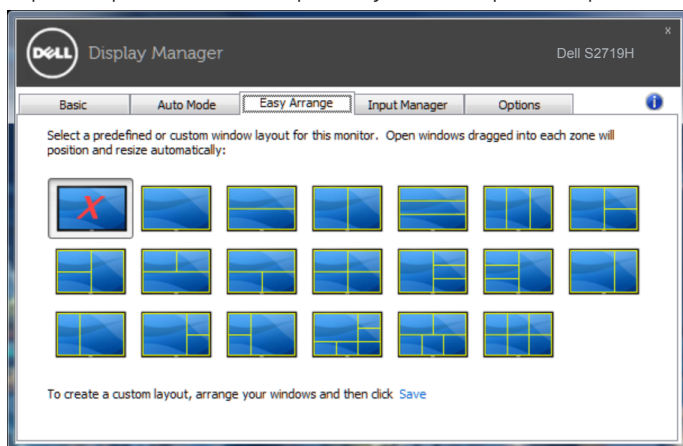 x
DELL Display Manager
Dell S2719H
Basic Auto Mode Easy Arrange Input Manager Options i
Select a predefined or custom window layout for this monitor. Open windows dragged into each zone will
position and resize automatically:
X
To create a custom layout, arrange your windows and then click Save